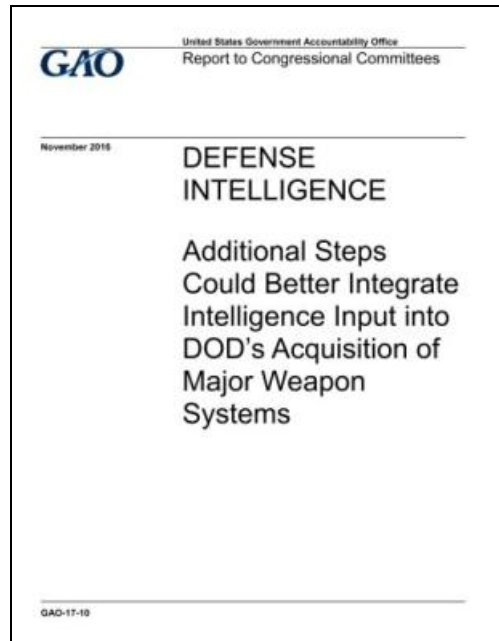 United States Government Accountability Office
GAO
Report to Congressional Committees
November 2016
DEFENSE
INTELLIGENCE
Additional Steps
Could Better Integrate
Intelligence Input into
DOD's Acquisition of
Major Weapon
Systems
GAO-17-10